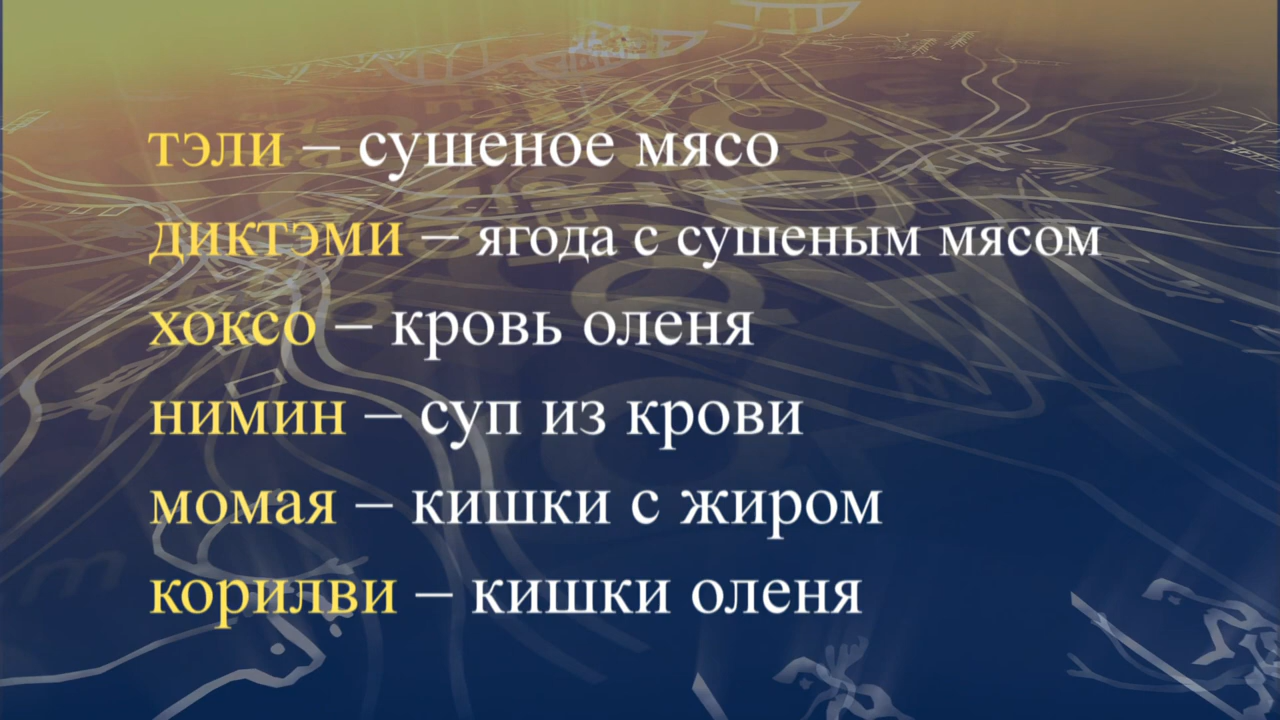 тэли – сушеное мясо
диктэми – ягода с сушеным мясом
хоксо – кровь оленя
нимин – суп из крови
момая – кишки с жиром
корилви – кишки оленя